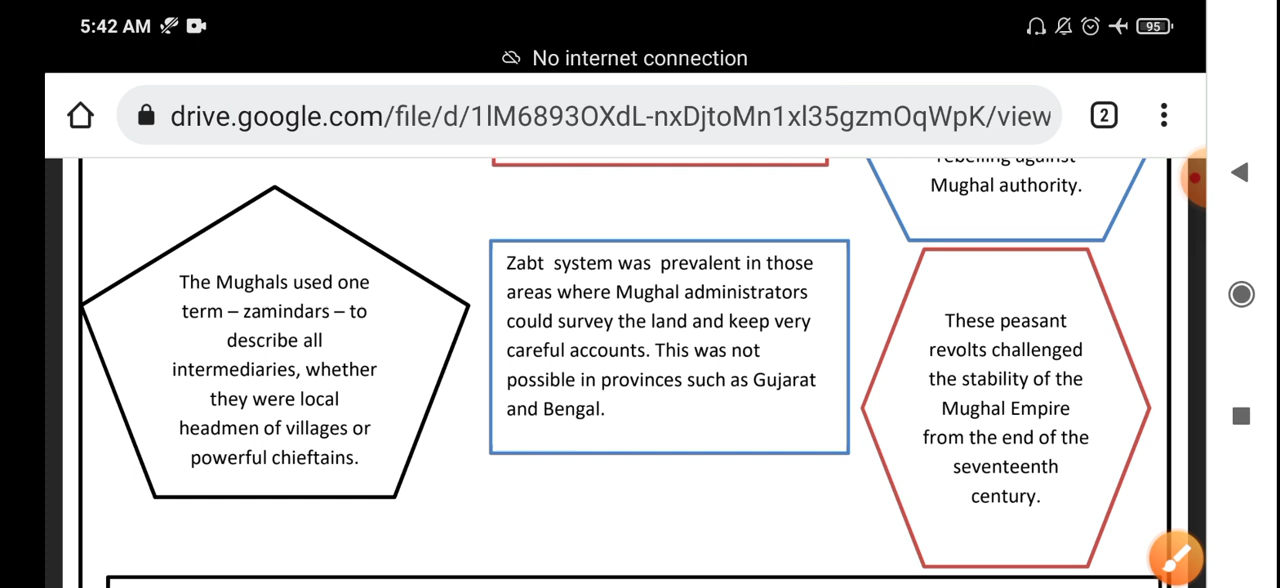 5:42 AM
95
No internet connection
drive.google.com/file/d/1lM6893OXdL-nxDjtoMn1xl35gzmOqWpK/view
2
rebelling against
Mughal authority.
The Mughals used one
term – zamindars – to
describe all
intermediaries, whether
they were local
headmen of villages or
powerful chieftains.
Zabt system was prevalent in those
areas where Mughal administrators
could survey the land and keep very
careful accounts. This was not
possible in provinces such as Gujarat
and Bengal.
These peasant
revolts challenged
the stability of the
Mughal Empire
from the end of the
seventeenth
century.